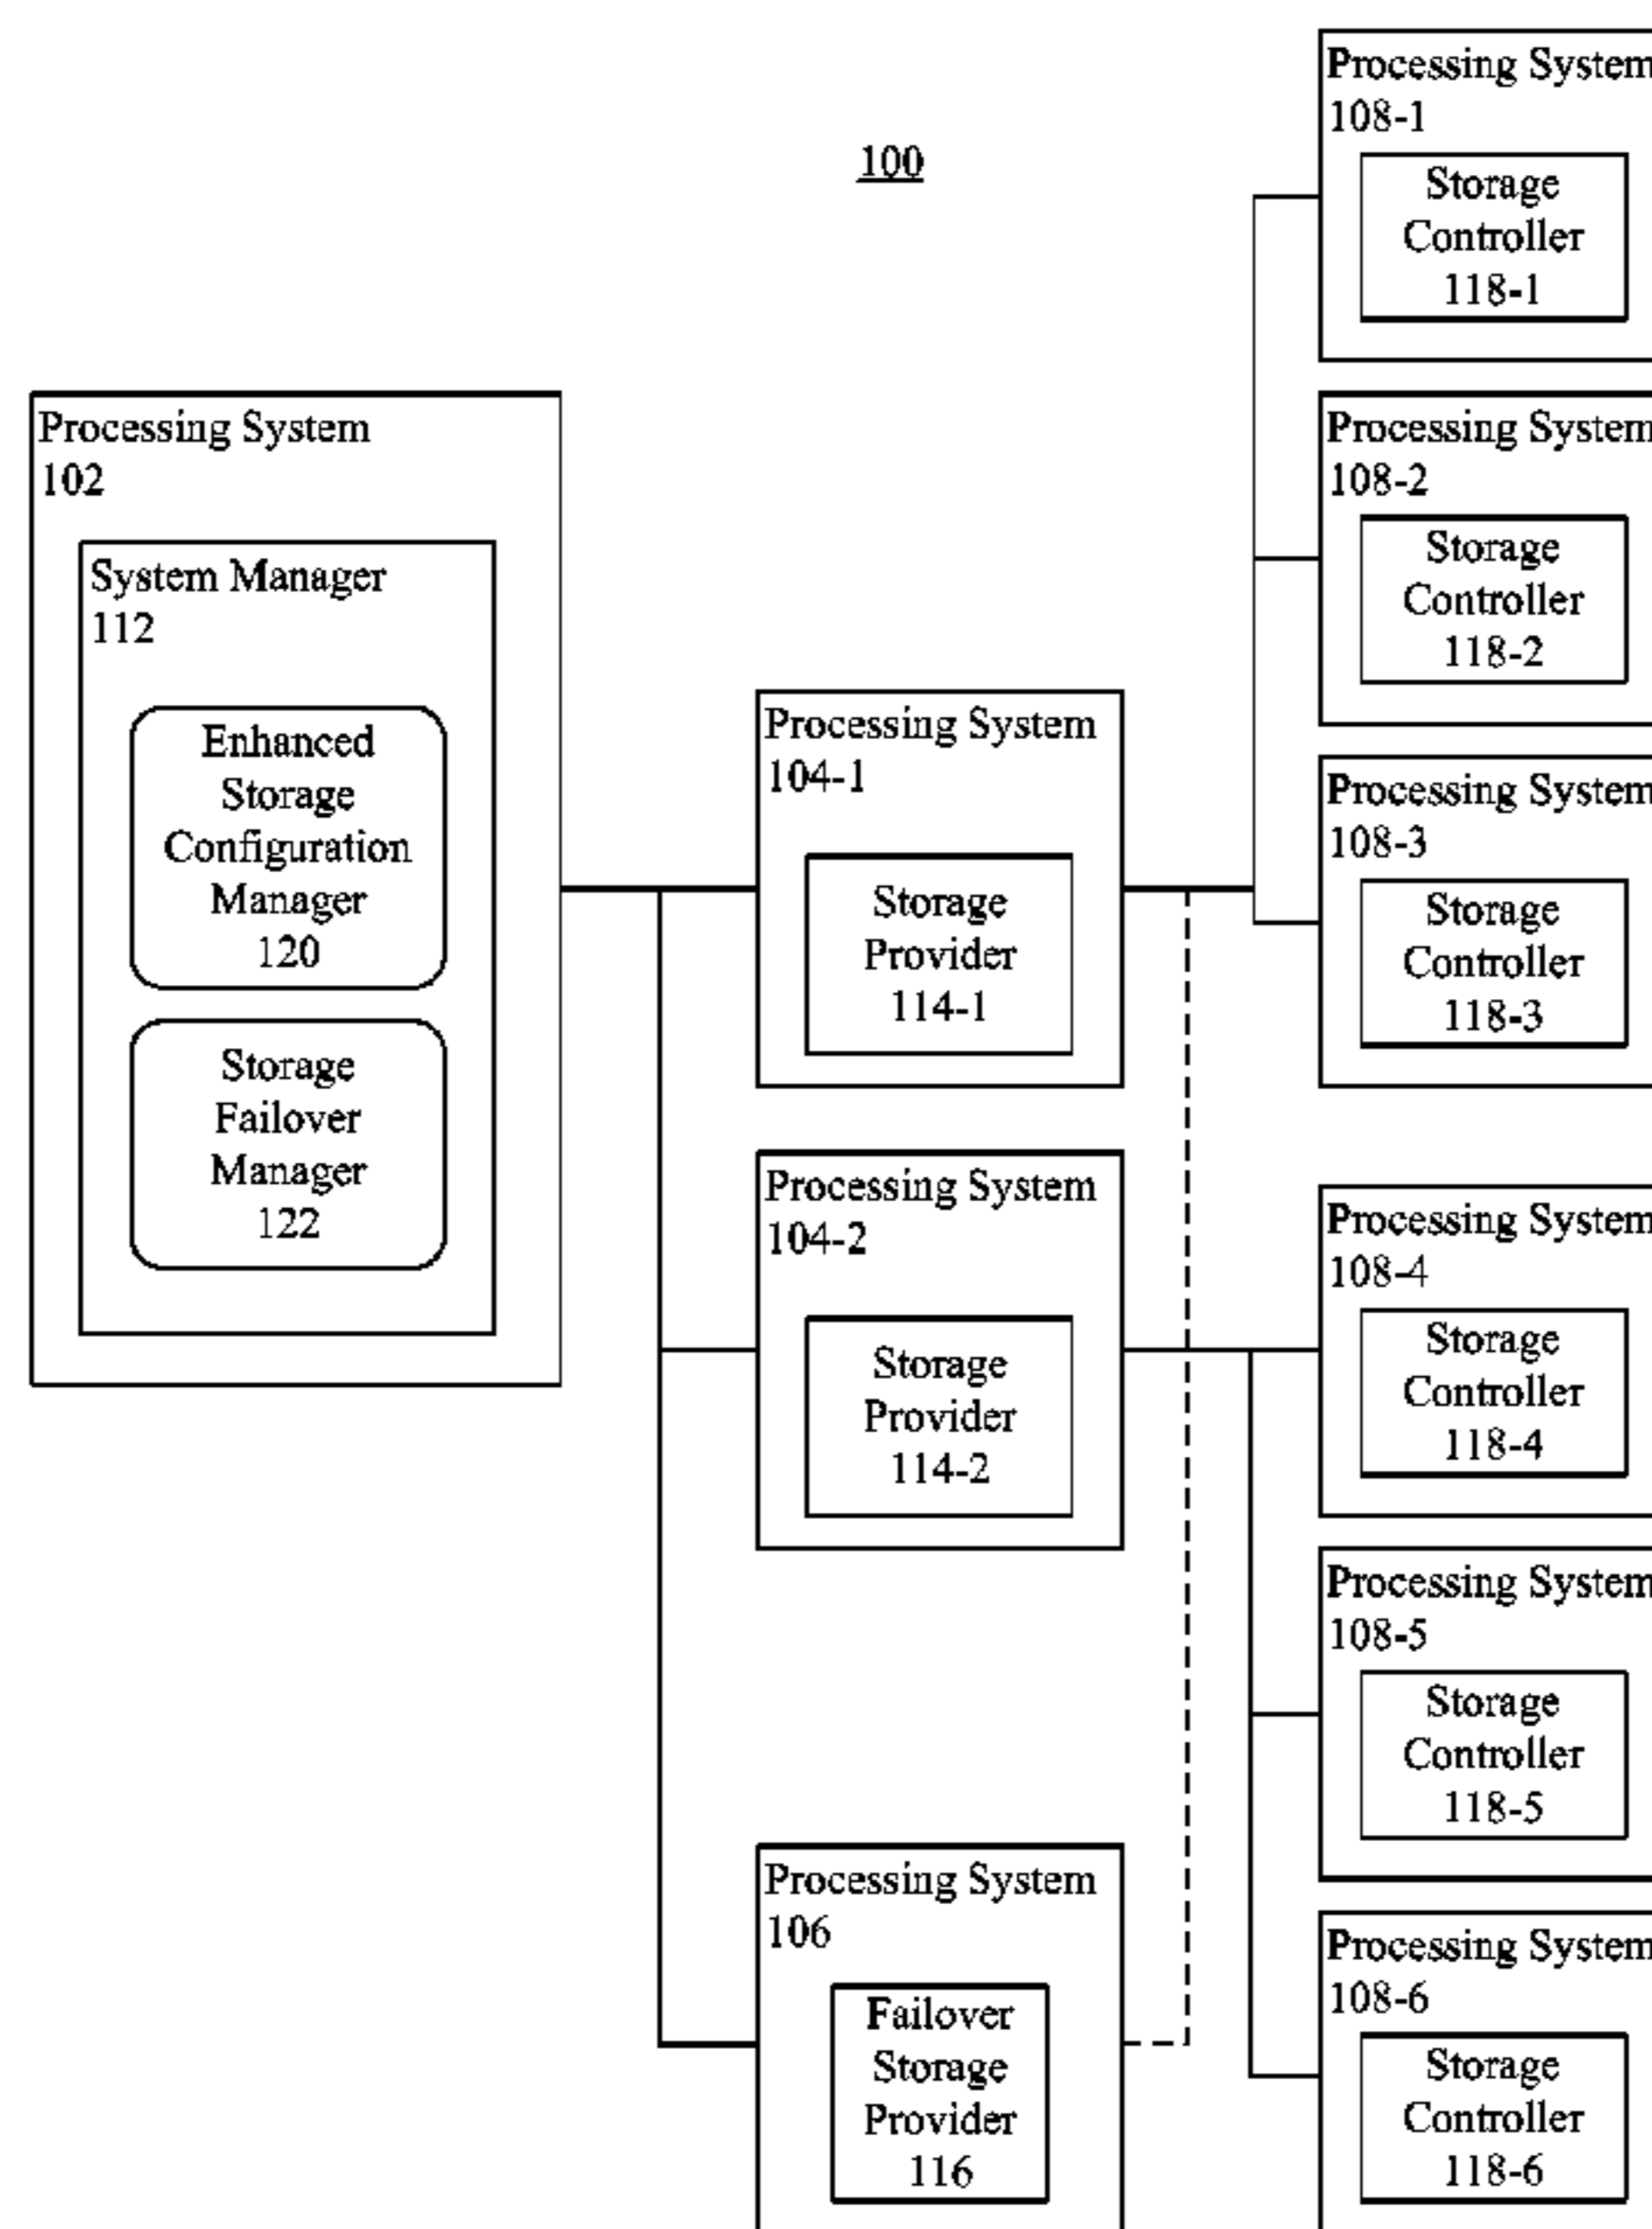 100
Processing System
102
System Manager
112
Enhanced
Storage
Configuration
Manager
120
Storage
Failover
Manager
122
Processing System
104-1
Storage
Provider
114-1
Processing System
104-2
Storage
Provider
114-2
Processing System
106
Failover
Storage
Provider
116
Processing System
108-1
Storage
Controller
118-1
Processing System
108-2
Storage
Controller
118-2
Processing System
108-3
Storage
Controller
118-3
Processing System
108-4
Storage
Controller
118-4
Processing System
108-5
Storage
Controller
118-5
Processing System
108-6
Storage
Controller
118-6